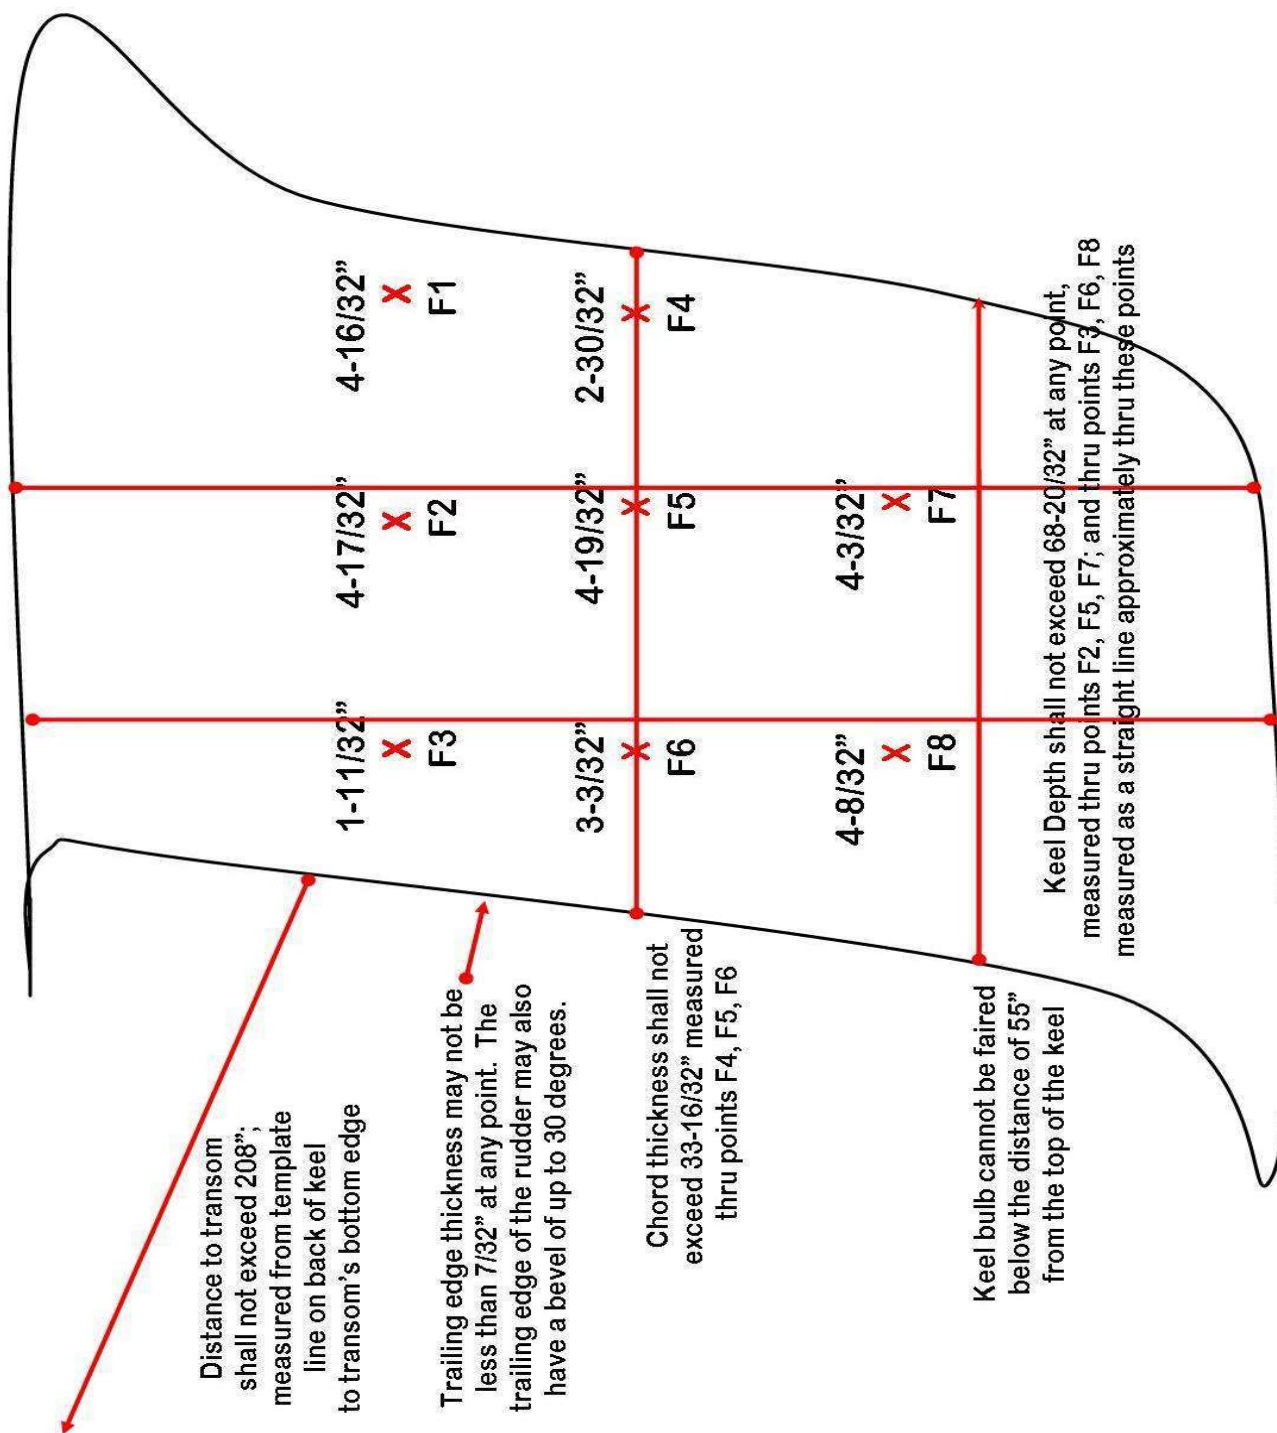 Distance to transom
shall not exceed 208”;
measured from template
line on back of keel
to transom’s bottom edge
1-11/32”
4-17/32”
4-16/32”
F3
F2
F1
Trailing edge thickness may not be
less than 7/32” at any point. The
trailing edge of the rudder may also
have a bevel of up to 30 degrees.
3-3/32”
4-19/32”
2-30/32”
F6
F5
F4
Chord thickness shall not
exceed 33-16/32” measured
thru points F4, F5, F6
4-8/32”
4-3/32”
F8
F7
Keel bulb cannot be faired
below the distance of 55”
from the top of the keel
Keel Depth shall not exceed 68-20/32” at any point,
measured thru points F2, F5, F7; and thru points F3, F6, F8
measured as a straight line approximately thru these points